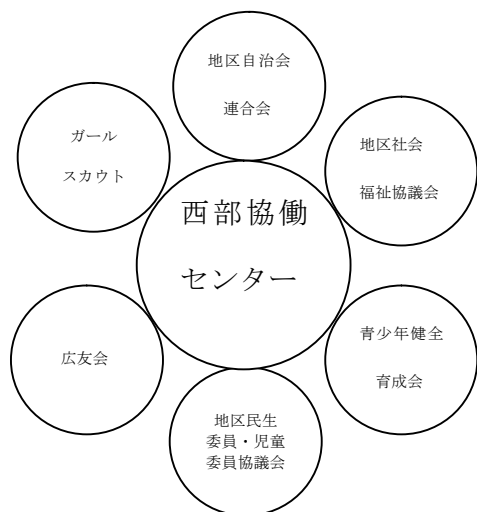 地区自治会
連合会
ガール
スカウト
地区社会
福祉協議会
西部協働
センター
広友会
青少年健全
育成会
地区民生
委員・児童
委員協議会